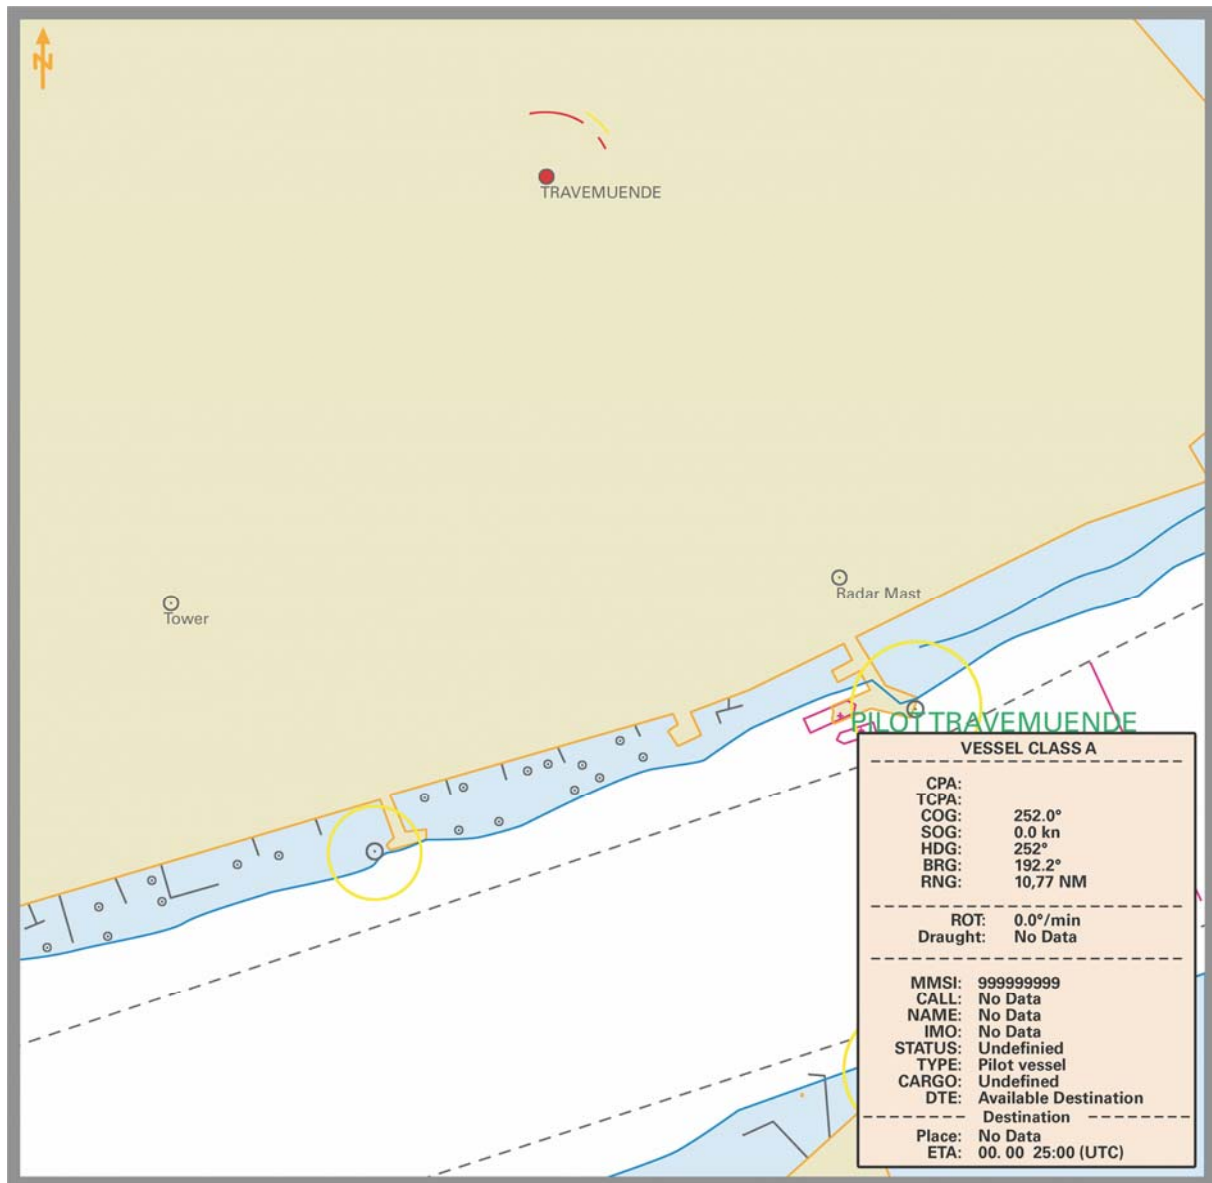 N
TRAVEMUENDE
Radar Mast
Tower
PILOT TRAVEMUENDE
VESSEL CLASS A
CPA:
TCPA:
COG: 252.0°
SOG: 0.0 kn
HDG: 252°
BRG: 192.2°
RNG: 10,77 NM
ROT: 0.0°/min
Draught: No Data
MMSI: 999999999
CALL: No Data
NAME: No Data
IMO: No Data
STATUS: Undefinied
TYPE: Pilot vessel
CARGO: Undefined
DTE: Available Destination
Destination
Place: No Data
ETA: 00. 00 25:00 (UTC)